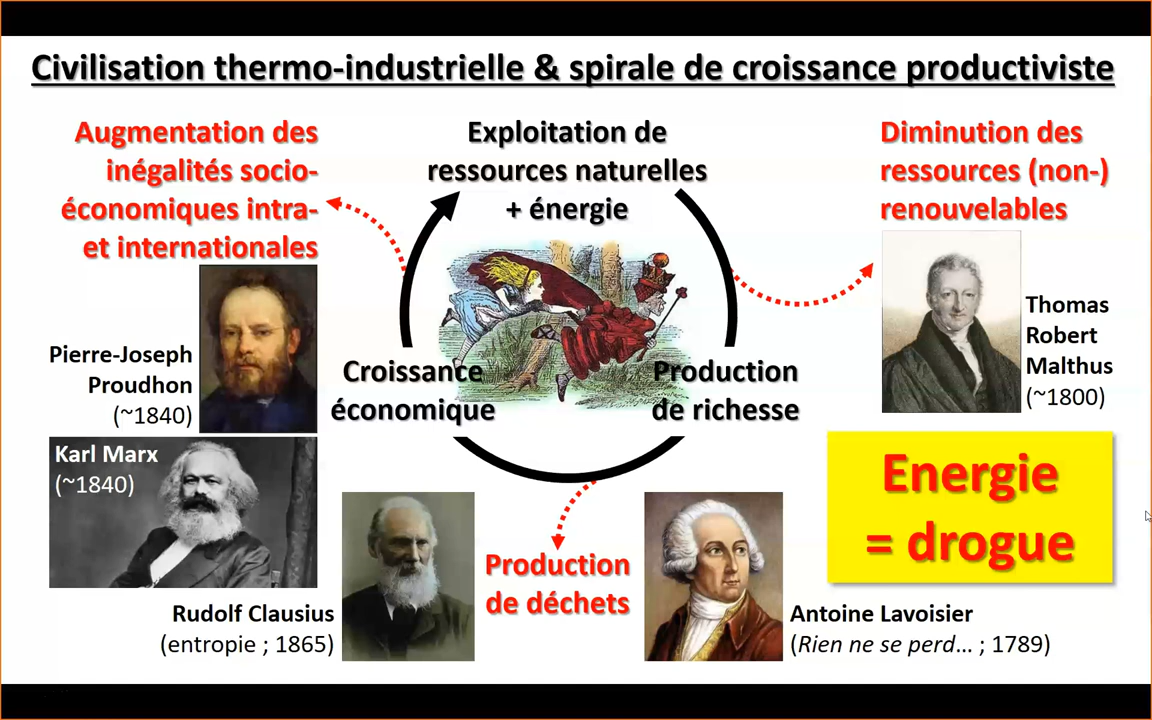 Civilisation thermo-industrielle & spirale de croissance productiviste
Augmentation des
inégalités socio-
économiques intra-
et internationales
Exploitation de
ressources naturelles
+ énergie
Diminution des
ressources (non-)
renouvelables
Pierre-Joseph
Proudhon
(~1840)
Croissance
économique
Production
de richesse
Thomas
Robert
Malthus
(~1800)
Karl Marx
(~1840)
Energie
= drogue
Production
de déchets
Rudolf Clausius
(entropie ; 1865)
Antoine Lavoisier
(Rien ne se perd... ; 1789)